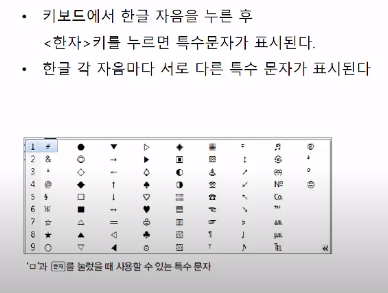 • 키보드에서 한글 자음을 누른 후
<한자>키를 누르면 특수문자가 표시된다.
• 한글 각 자음마다 서로 다른 특수 문자가 표시된다
1 # ● ▼ ▷ ◈ ▦ ♬
2 & ◎ → ▶ ▣ ▨ ↕ ㉿
3 * ◇ ← ♤ ◐ ♨ ↗ ㈜
4 @ ◆ ↑ ♠ ◑ ☏ ↙ №
5 § □ ↓ ♡ ▒ ☎ ↖ ㏇
6 ※ ■ ↔ ♥ ▤ ☜ ↘ ™
7 ☆ △ 〓 ♧ ▥ ☞ ♭ ㏂
8 ★ ▲ ◁ ♣ ▨ ¶ ♩ ㏘
9 ○ ▽ ◀ ⊙ ▧ † ♪ ℡ «
'ㅁ'과 한자를 눌렀을 때 사용할 수 있는 특수 문자